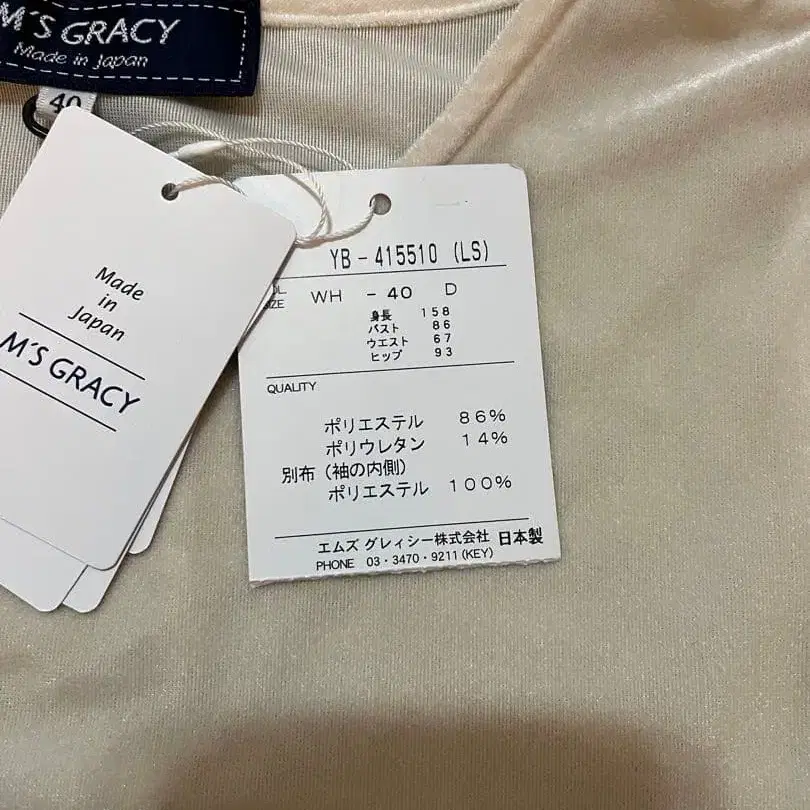 M'S GRACY
Made in Japan
40
Made
in
Japan
M'S GRACY
YB-415510 (LS)
WH -40 D
身長 158
バスト 86
ウエスト 67
ヒップ 93
QUALITY
ポリエステル 86%
ポリウレタン 14%
別布(袖の内側)
ポリエステル 100%
エムズ グレィシー株式会社 日本製
PHONE 03・3470・9211(KEY)